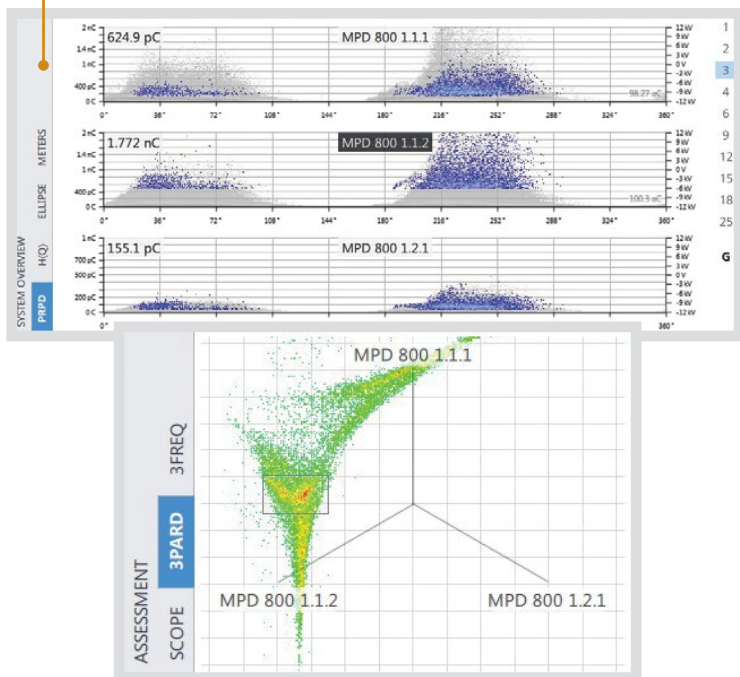 624.9 pC
MPD 800 1.1.1
2 nC
1.4 nC
1 nC
400 pC
0 C
12 kV
9 kV
6 kV
3 kV
0 V
-3 kV
-6 kV
-9 kV
-12 kV
0° 36° 72° 108° 144° 180° 216° 252° 288° 324° 360°
1.772 nC
MPD 800 1.1.2
2 nC
1.4 nC
1 nC
400 pC
0 C
12 kV
9 kV
6 kV
3 kV
0 V
-3 kV
-6 kV
-9 kV
-12 kV
0° 36° 72° 108° 144° 180° 216° 252° 288° 324° 360°
155.1 pC
MPD 800 1.2.1
1 nC
700 pC
500 pC
200 pC
0 C
12 kV
9 kV
6 kV
3 kV
0 V
-3 kV
-6 kV
-9 kV
-12 kV
0°
360°
1
2
3
4
6
9
12
15
18
25
G
SYSTEM OVERVIEW
PRPD
H(Q)
ELLIPSE
METERS
MPD 800 1.1.1
MPD 800 1.1.2
MPD 800 1.2.1
ASSESSMENT
SCOPE
3PARD
3FREQ